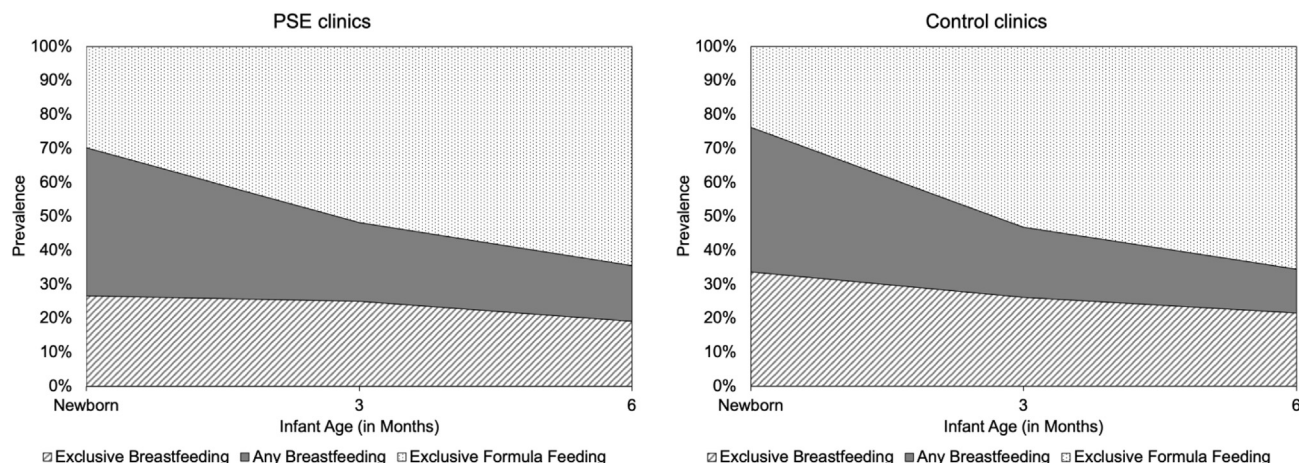 PSE clinics
100%
90%
80%
70%
60%
50%
40%
30%
20%
10%
0%
Prevalence
Newborn 3 6
Infant Age (in Months)
Exclusive Breastfeeding Any Breastfeeding Exclusive Formula Feeding
Control clinics
100%
90%
80%
70%
60%
50%
40%
30%
20%
10%
0%
Prevalence
Newborn 3 6
Infant Age (in Months)
Exclusive Breastfeeding Any Breastfeeding Exclusive Formula Feeding